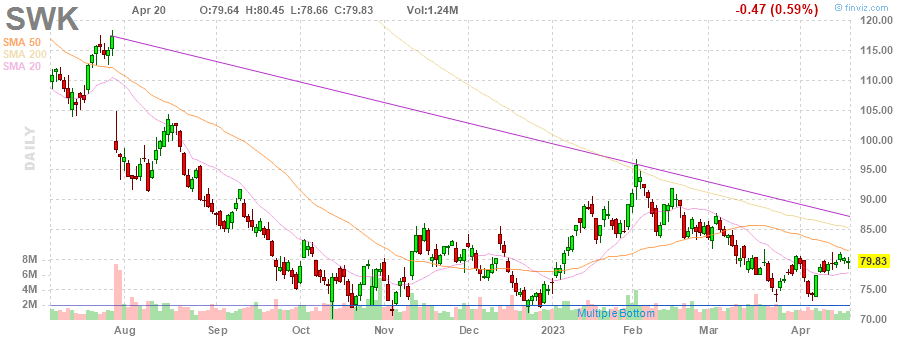 SWK
Apr 20 O:79.64 H:80.45 L:78.66 C:79.83 Vol:1.24M -0.47 (0.59%)
© finviz.com
SMA 50
SMA 200
SMA 20
DAILY
120.00
115.00
110.00
105.00
100.00
95.00
90.00
85.00
79.83
75.00
70.00
8M
6M
4M
2M
Multiple Bottom
Aug Sep Oct Nov Dec 2023 Feb Mar Apr